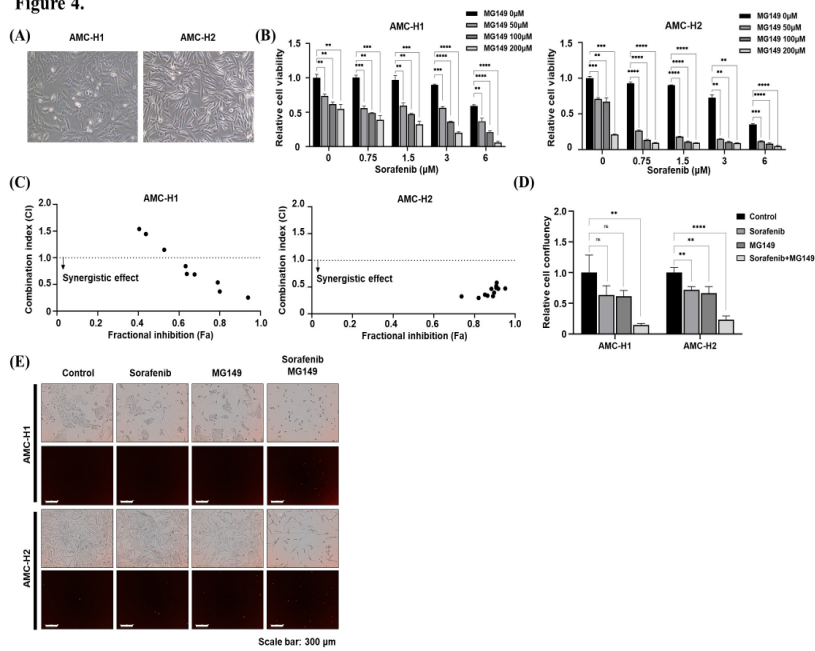 Figure 4.
(A)
AMC-H1
AMC-H2
(B)
AMC-H1
MG149 0μM
MG149 50μM
MG149 100μM
MG149 200μM
Relative cell viability
1.5
1.0
0.5
0
** ** **
*** ** ***
** ** ***
*** **** ****
** **** ****
0 0.75 1.5 3 6
Sorafenib (μM)
AMC-H2
MG149 0μM
MG149 50μM
MG149 100μM
MG149 200μM
Relative cell viability
1.5
1.0
0.5
0
*** ** ***
**** **** ****
**** **** ****
** ** **
*** **** ****
0 0.75 1.5 3 6
Sorafenib (μM)
(C)
AMC-H1
Combination index (CI)
2.0
1.5
1.0
0.5
0
Synergistic effect
0 0.2 0.4 0.6 0.8 1.0
Fractional inhibition (Fa)
AMC-H2
Combination index (CI)
2.0
1.5
1.0
0.5
0
Synergistic effect
0 0.2 0.4 0.6 0.8 1.0
Fractional inhibition (Fa)
(D)
Relative cell confluency
2.0
1.5
1.0
0.5
0
**
ns
ns
****
**
**
Control
Sorafenib
MG149
Sorafenib+MG149
AMC-H1 AMC-H2
(E)
Control Sorafenib MG149 Sorafenib
MG149
AMC-H1
AMC-H2
Scale bar: 300 μm